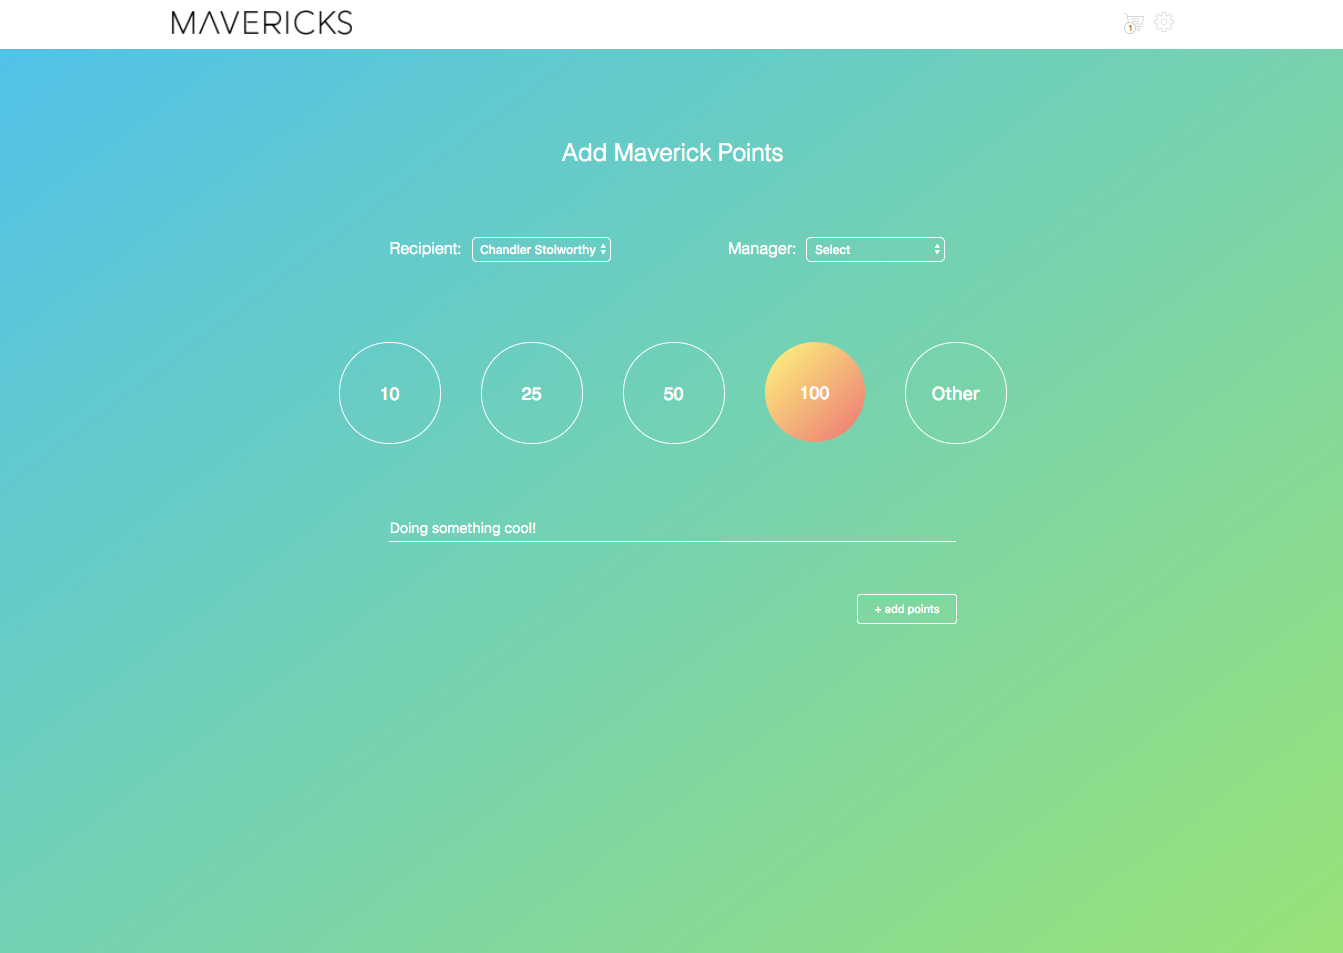 MAVERICKS
1
Add Maverick Points
Recipient: Chandler Stolworthy Manager: Select
10 25 50 100 Other
Doing something cool!
+ add points